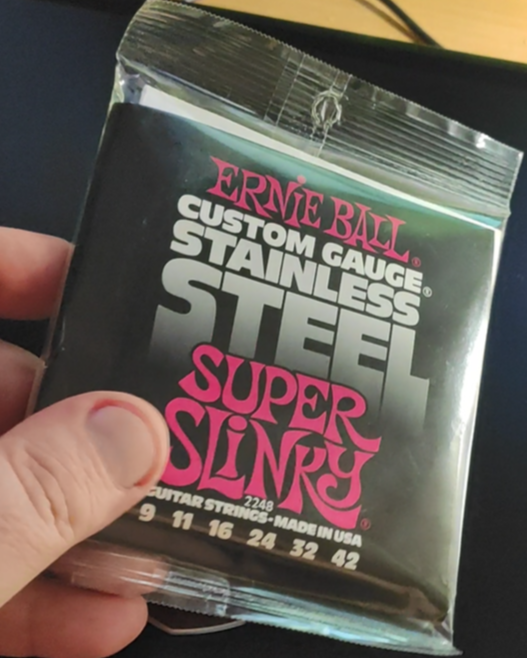 ERNIE BALL®
CUSTOM GAUGE
STAINLESS®
STEEL
SUPER
SLINKY®
2248
GUITAR STRINGS • MADE IN USA
9 11 16 24 32 42